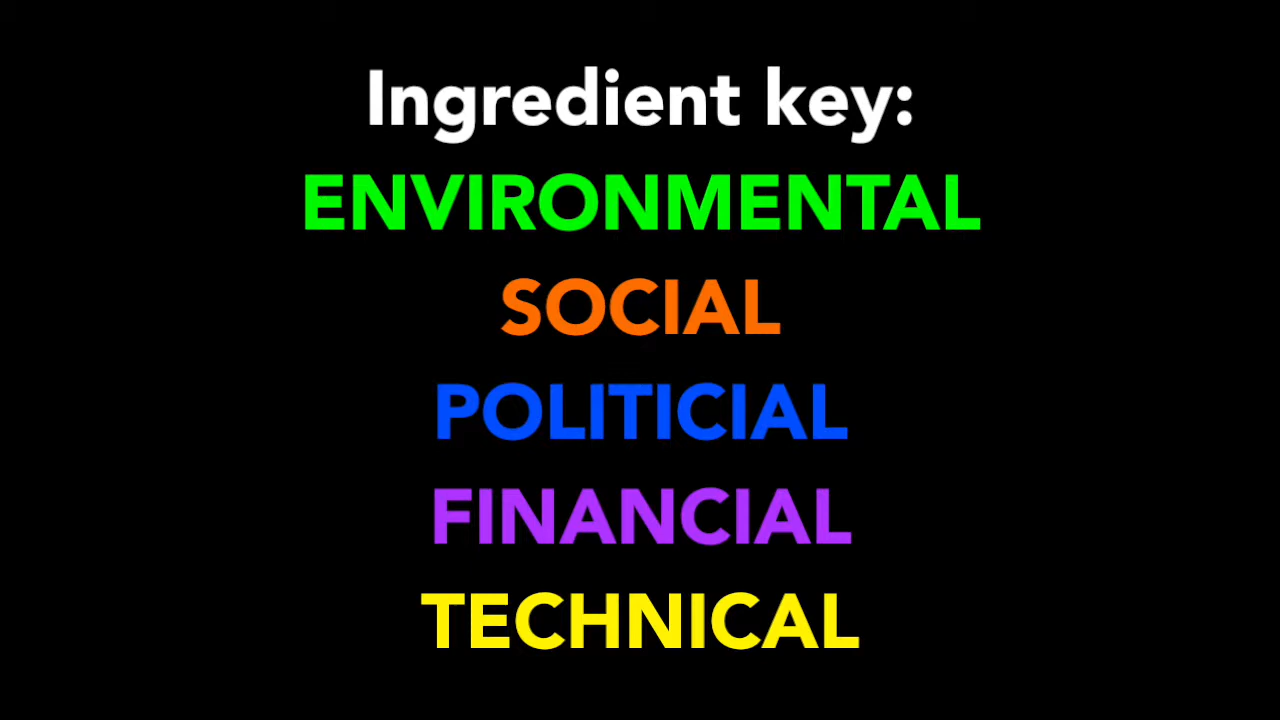 Ingredient key:
ENVIRONMENTAL
SOCIAL
POLITICIAL
FINANCIAL
TECHNICAL